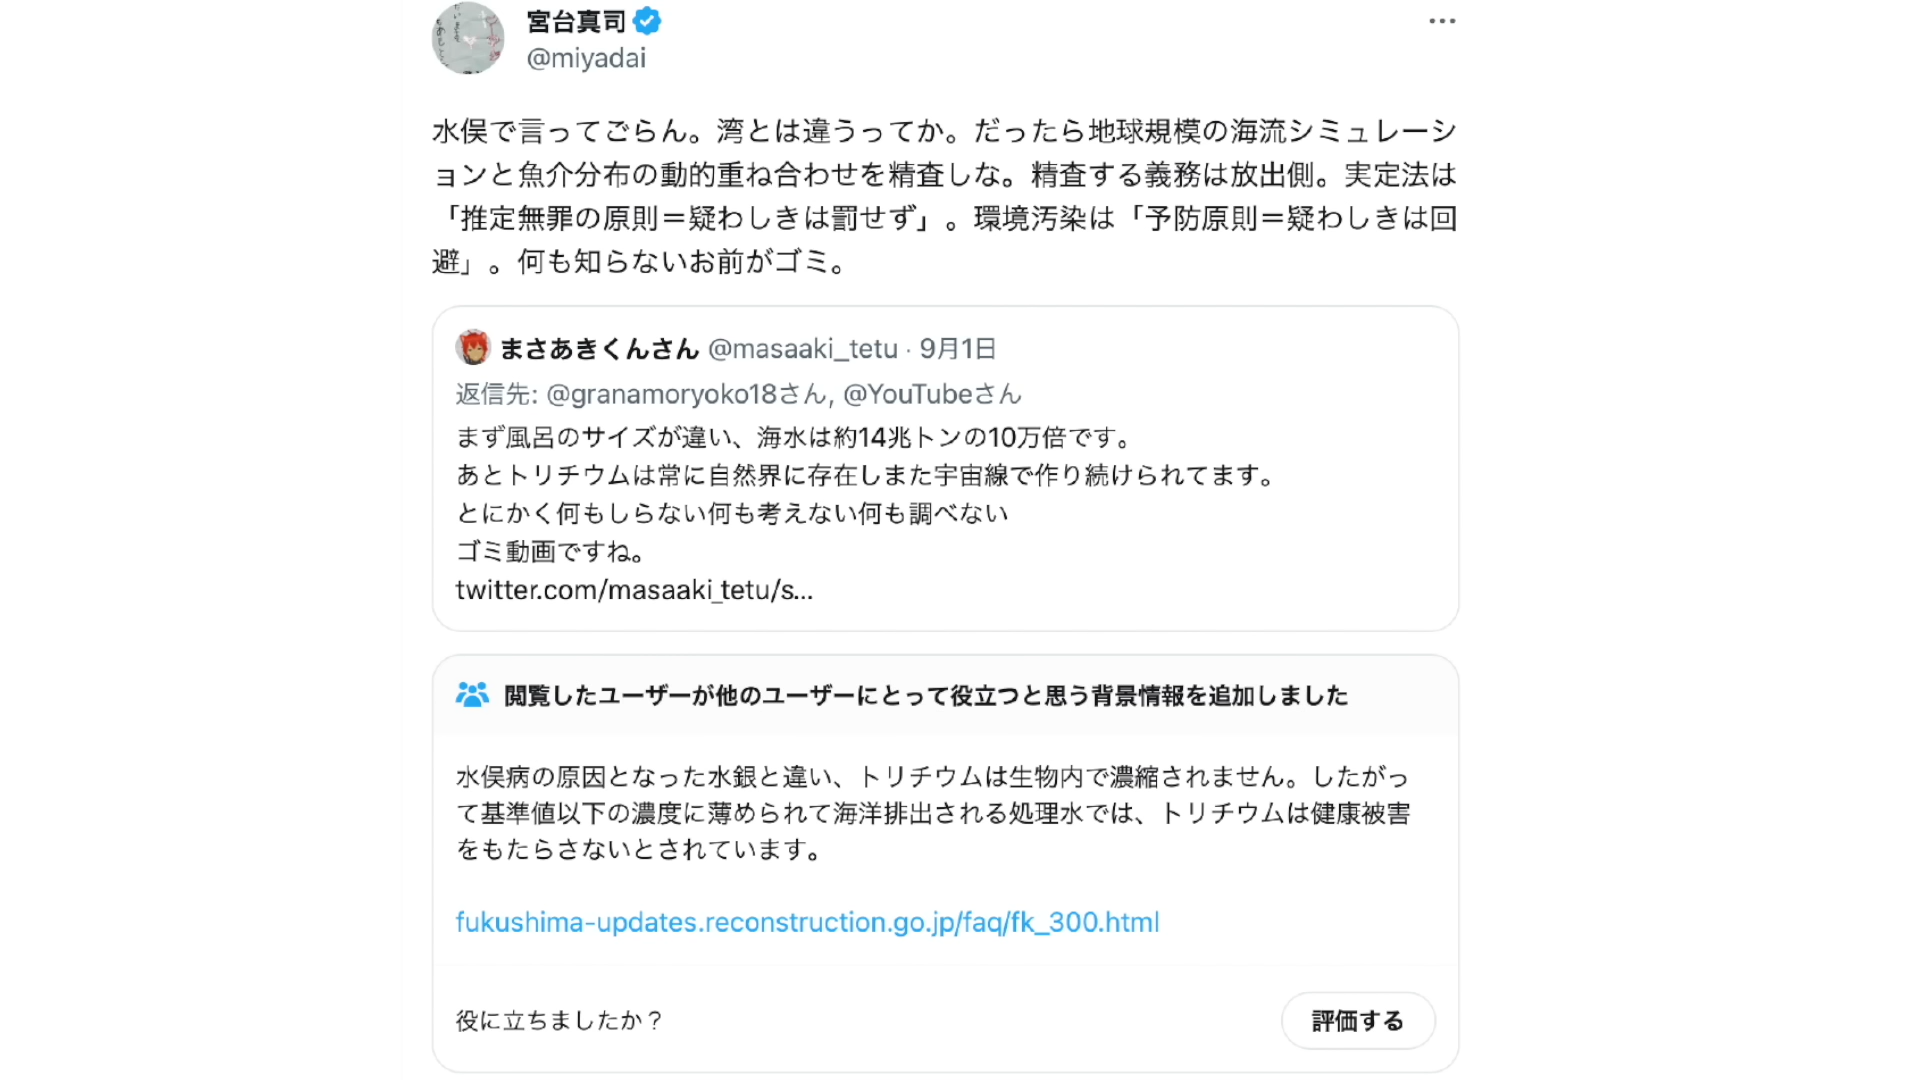 宮台真司
@miyadai
水俣で言ってごらん。湾とは違うってか。だったら地球規模の海流シミュレーシ
ョンと魚介分布の動的重ね合わせを精査しな。精査する義務は放出側。実定法は
「推定無罪の原則＝疑わしきは罰せず」。環境汚染は「予防原則＝疑わしきは回
避」。何も知らないお前がゴミ。
まさあきくんさん @masaaki_tetu · 9月1日
返信先: @granamoryoko18さん, @YouTubeさん
まず風呂のサイズが違い、海水は約14兆トンの10万倍です。
あとトリチウムは常に自然界に存在しまた宇宙線で作り続けられてます。
とにかく何もしらない何も考えない何も調べない
ゴミ動画ですね。
twitter.com/masaaki_tetu/s...
閲覧したユーザーが他のユーザーにとって役立つと思う背景情報を追加しました
水俣病の原因となった水銀と違い、トリチウムは生物内で濃縮されません。したがっ
て基準値以下の濃度に薄められて海洋排出される処理水では、トリチウムは健康被害
をもたらさないとされています。
fukushima-updates.reconstruction.go.jp/faq/fk_300.html
役に立ちましたか？
評価する